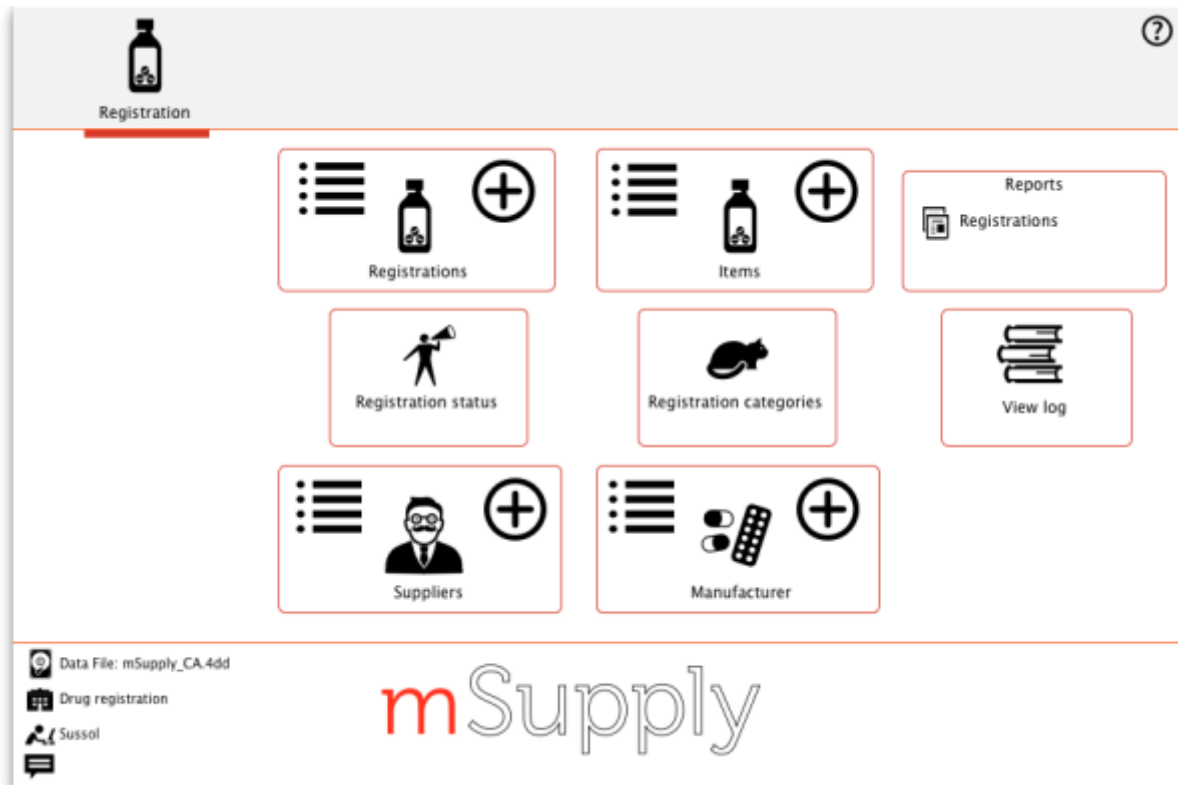 Registration
Registrations
Items
Reports
Registrations
Registration status
Registration categories
View log
Suppliers
Manufacturer
Data File: mSupply_CA.4dd
Drug registration
Sussol
mSupply